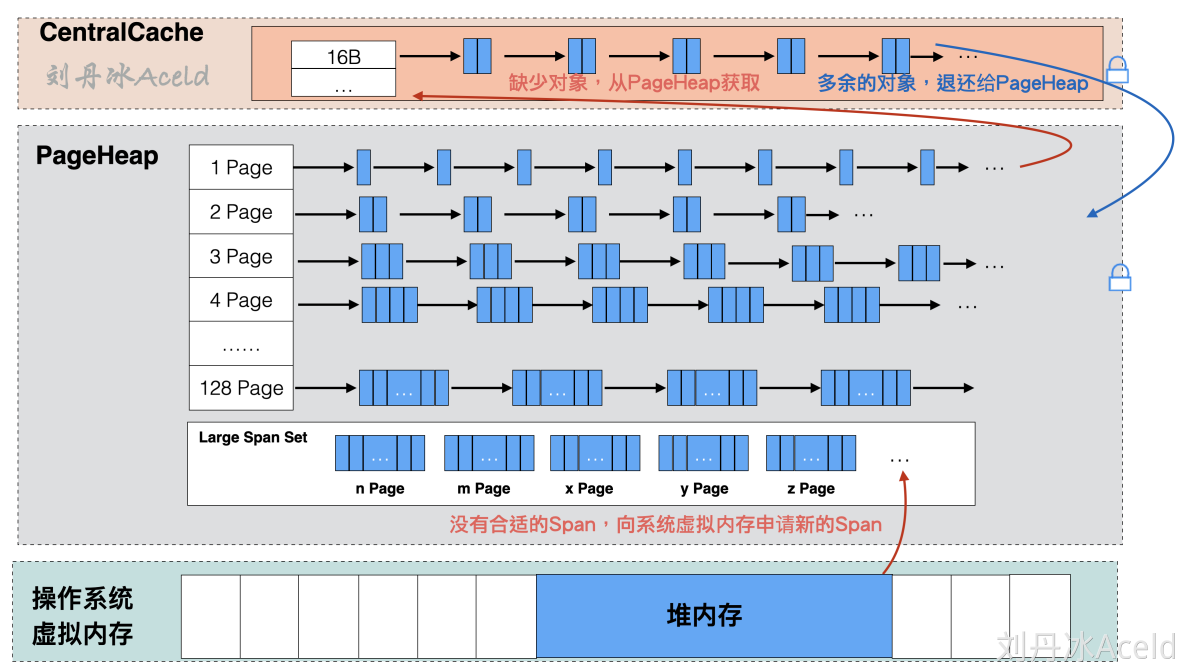 CentralCache
刘丹冰Aceld
16B
...
...
缺少对象，从PageHeap获取
多余的对象，退还给PageHeap
PageHeap
1 Page
...
2 Page
...
3 Page
...
4 Page
...
......
128 Page
...
...
...
...
Large Span Set
...
...
...
...
...
...
n Page
m Page
x Page
y Page
z Page
没有合适的Span，向系统虚拟内存申请新的Span
操作系统
虚拟内存
堆内存
刘丹冰Aceld